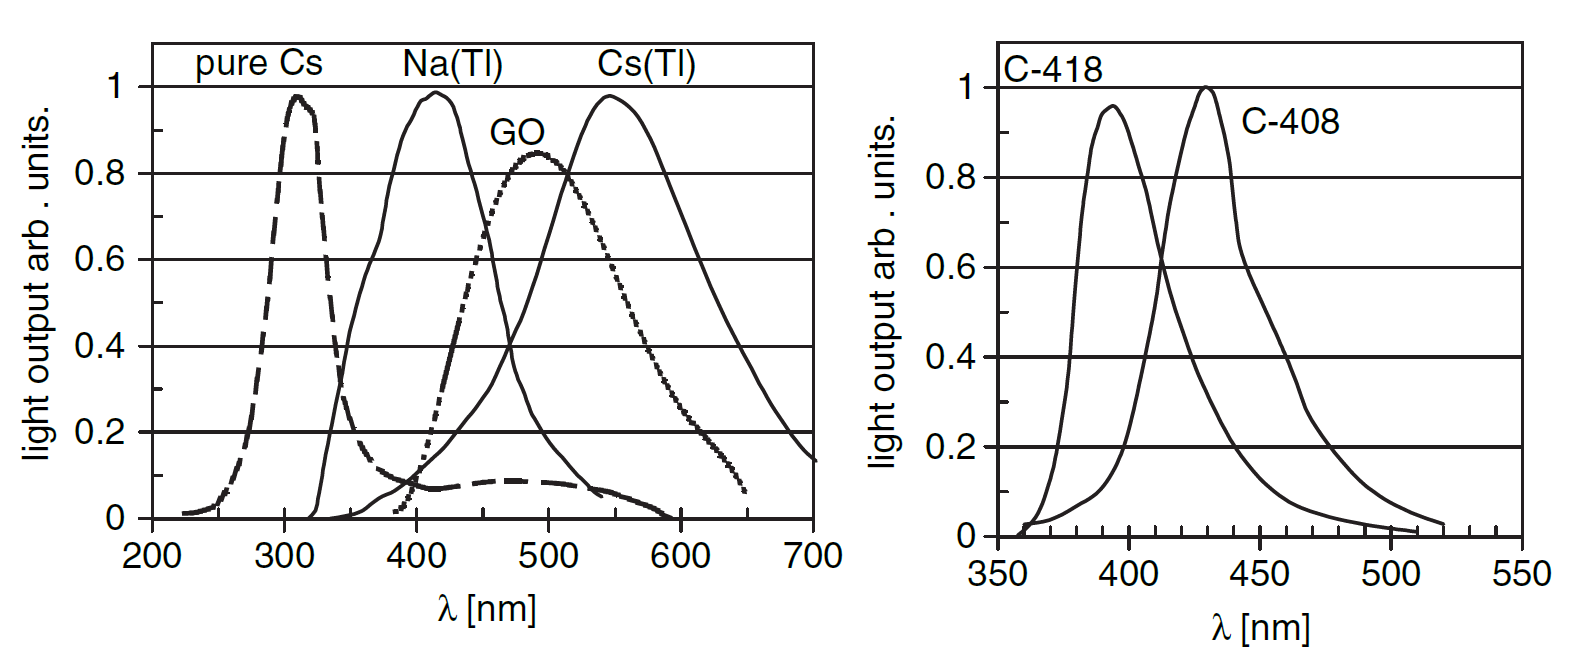 pure Cs
Na(Tl)
Cs(Tl)
GO
1
0.8
0.6
0.4
0.2
0
light output arb . units.
200 300 400 500 600 700
λ [nm]
C-418
C-408
1
0.8
0.6
0.4
0.2
0
light output arb . units.
350 400 450 500 550
λ [nm]